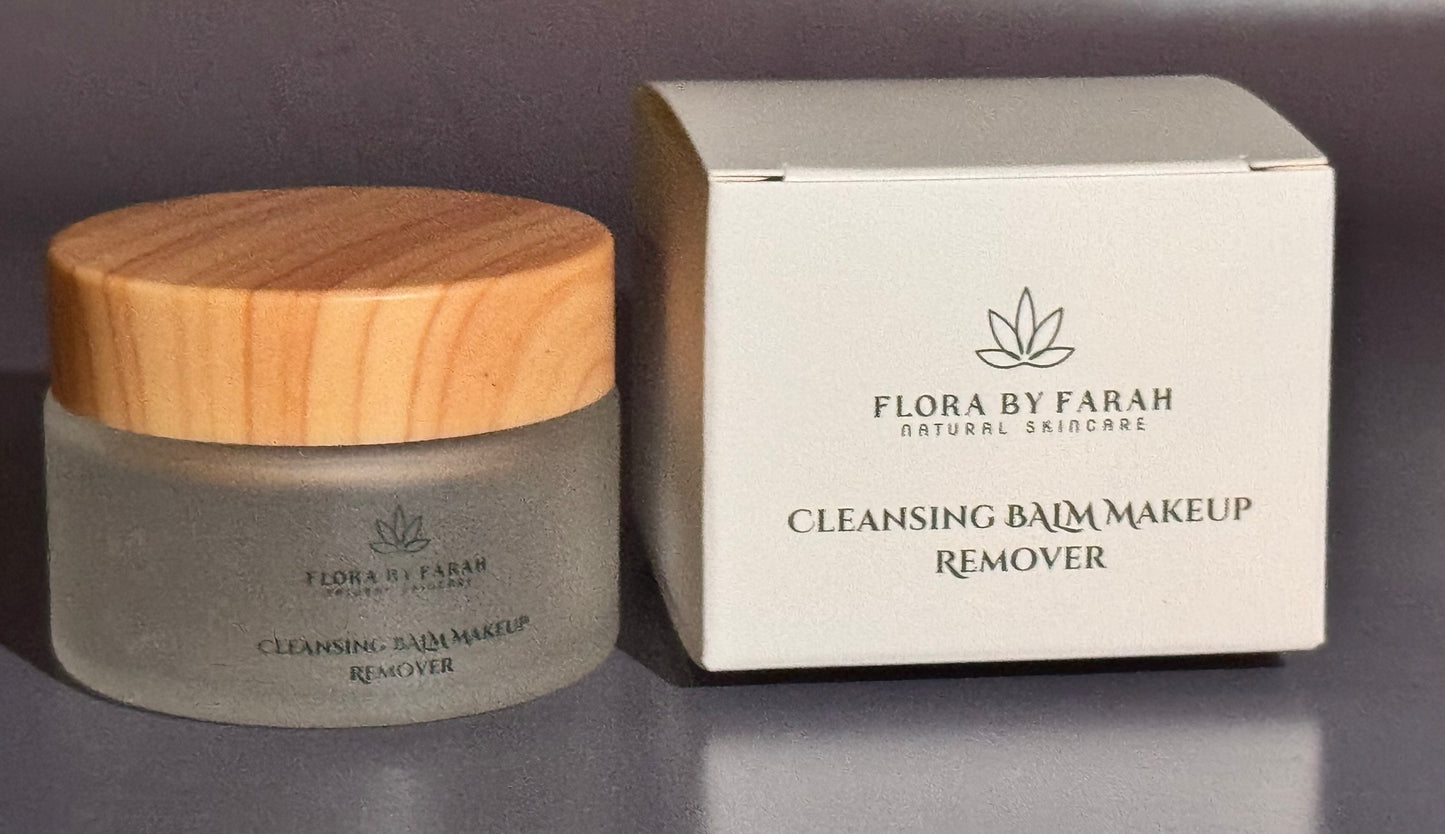 FLORA BY FARAH
CLEANSING BALM MAKEUP
REMOVER
FLORA BY FARAH
NATURAL SKINCARE
CLEANSING BALM MAKEUP
REMOVER